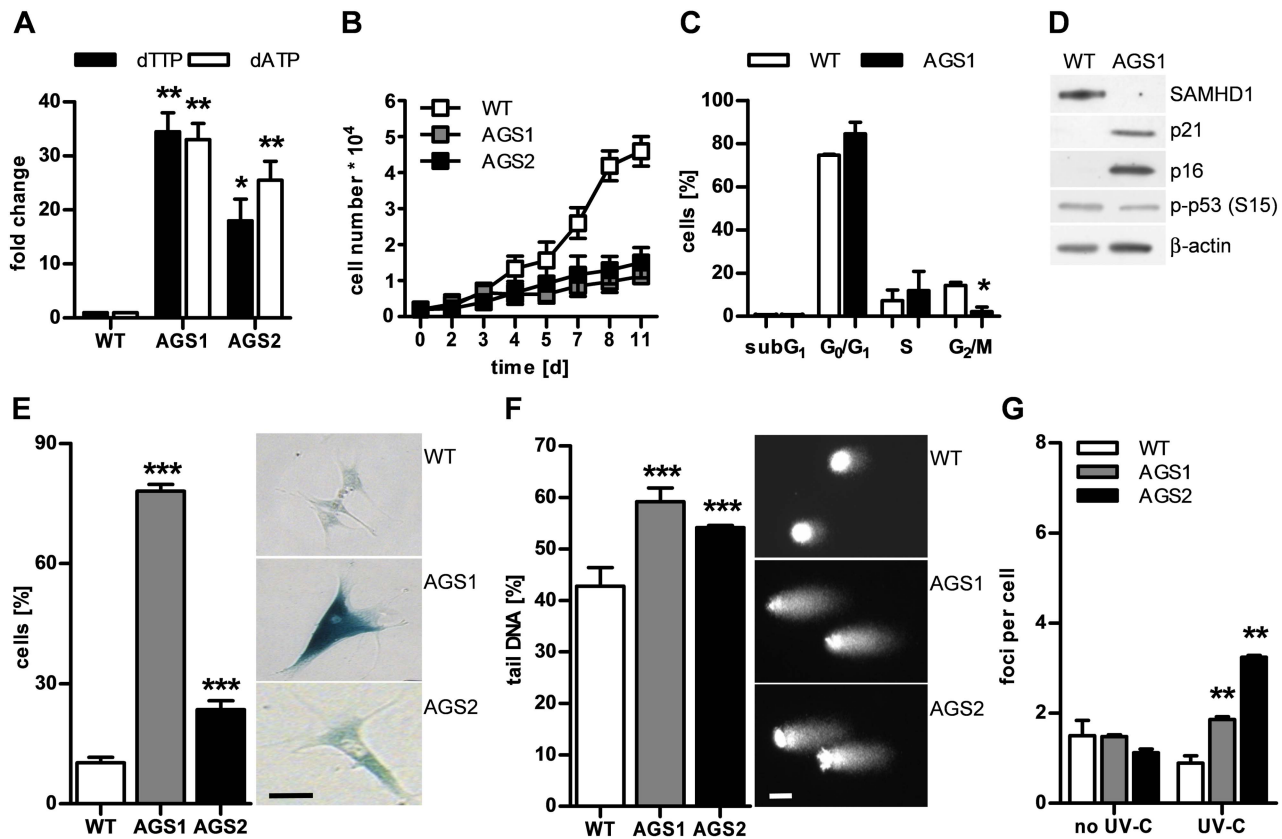 A
dTTP dATP
fold change
40
30
20
10
0
** ** * **
WT AGS1 AGS2
B
cell number * 10⁴
6
5
4
3
2
1
0
WT
AGS1
AGS2
0 2 3 4 5 7 8 11
time [d]
C
WT AGS1
cells [%]
100
80
60
40
20
0
*
subG₁ G₀/G₁ S G₂/M
D
WT AGS1
SAMHD1
p21
p16
p-p53 (S15)
β-actin
E
cells [%]
90
60
30
0
***
***
WT AGS1 AGS2
WT
AGS1
AGS2
F
tail DNA [%]
70
60
50
40
30
20
10
0
*** ***
WT AGS1 AGS2
WT
AGS1
AGS2
G
foci per cell
8
6
4
2
0
WT
AGS1
AGS2
** **
no UV-C UV-C